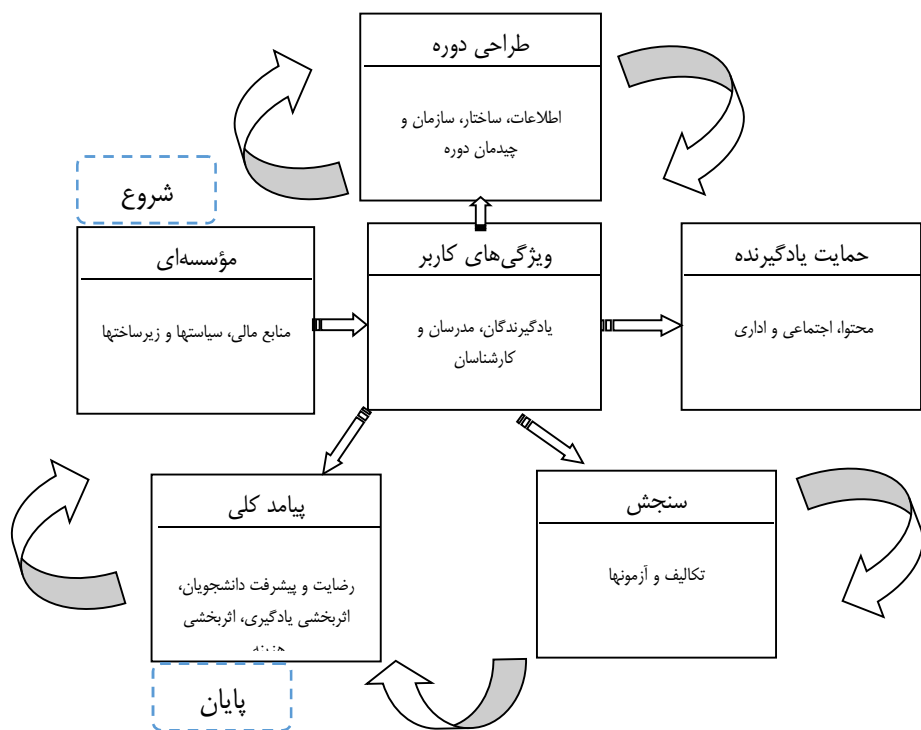 طراحی دوره
اطلاعات، ساختار، سازمان و
چیدمان دوره
شروع
مؤسسه‌ای
منابع مالی، سیاستها و زیرساختها
ویژگی‌های کاربر
یادگیرندگان، مدرسان و
کارشناسان
حمایت یادگیرنده
محتوا، اجتماعی و اداری
پیامد کلی
رضایت و پیشرفت دانشجویان،
اثربخشی یادگیری، اثربخشی
سنجش
تکالیف و آزمونها
پایان